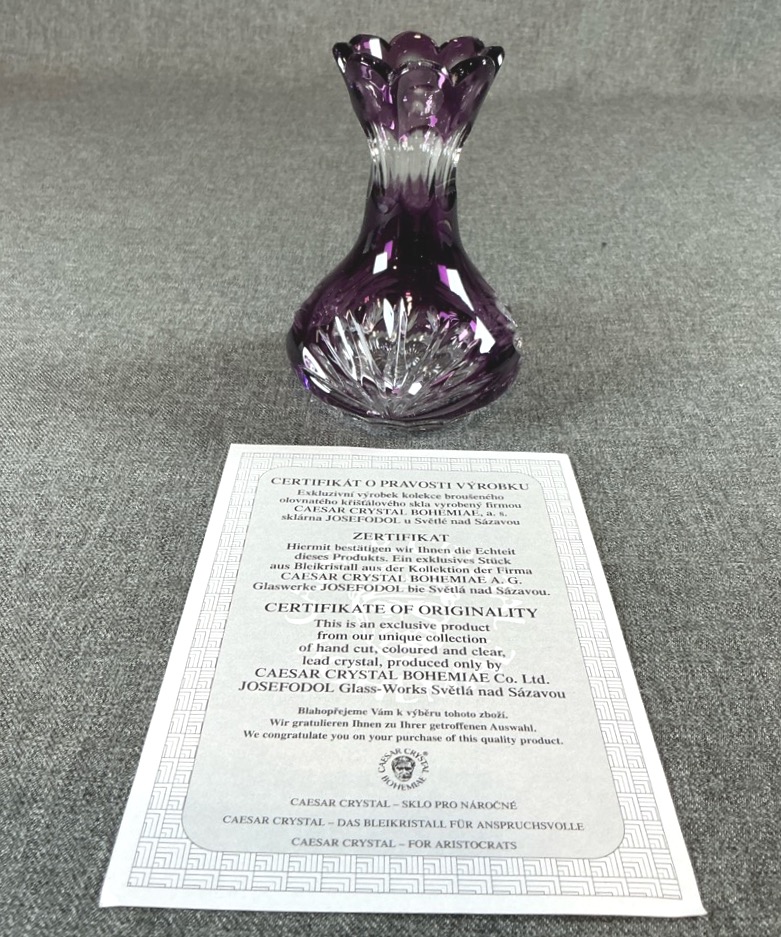 CERTIFIKÁT O PRAVOSTI VÝROBKU
Exkluzivní výrobek kolekce broušeného
olovnatého křišťálového skla vyrobený firmou
CAESAR CRYSTAL BOHEMIAE, a. s.
sklárna JOSEFODOL u Světlé nad Sázavou
ZERTIFIKAT
Hiermit bestätigen wir Ihnen die Echteit
dieses Produkts. Ein exklusives Stück
aus Bleikristall aus der Kollektion der Firma
CAESAR CRYSTAL BOHEMIAE A. G.
Glaswerke JOSEFODOL bie Světlá nad Sázavou.
CERTIFIKATE OF ORIGINALITY
This is an exclusive product
from our unique collection
of hand cut, coloured and clear,
lead crystal, produced only by
CAESAR CRYSTAL BOHEMIAE Co. Ltd.
JOSEFODOL Glass-Works Světlá nad Sázavou
Blahopřejeme Vám k výběru tohoto zboží.
Wir gratulieren Ihnen zu Ihrer getroffenen Auswahl.
We congratulate you on your purchase of this quality product.
CAESAR CRYSTAL ®
BOHEMIAE
CAESAR CRYSTAL – SKLO PRO NÁROČNÉ
CAESAR CRYSTAL – DAS BLEIKRISTALL FÜR ANSPRUCHSVOLLE
CAESAR CRYSTAL – FOR ARISTOCRATS